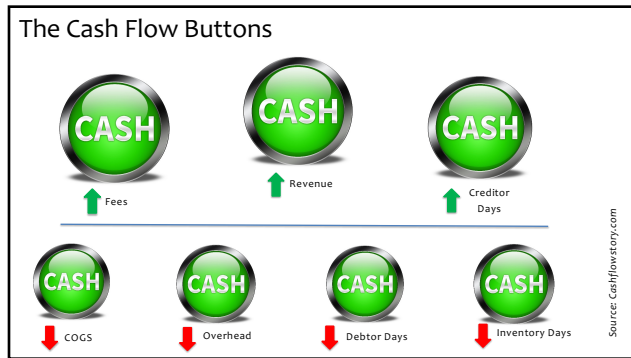 The Cash Flow Buttons
CASH
CASH
CASH
Fees
Revenue
Creditor
Days
CASH
CASH
CASH
CASH
COGS
Overhead
Debtor Days
Inventory Days
Source: Cashflowstory.com